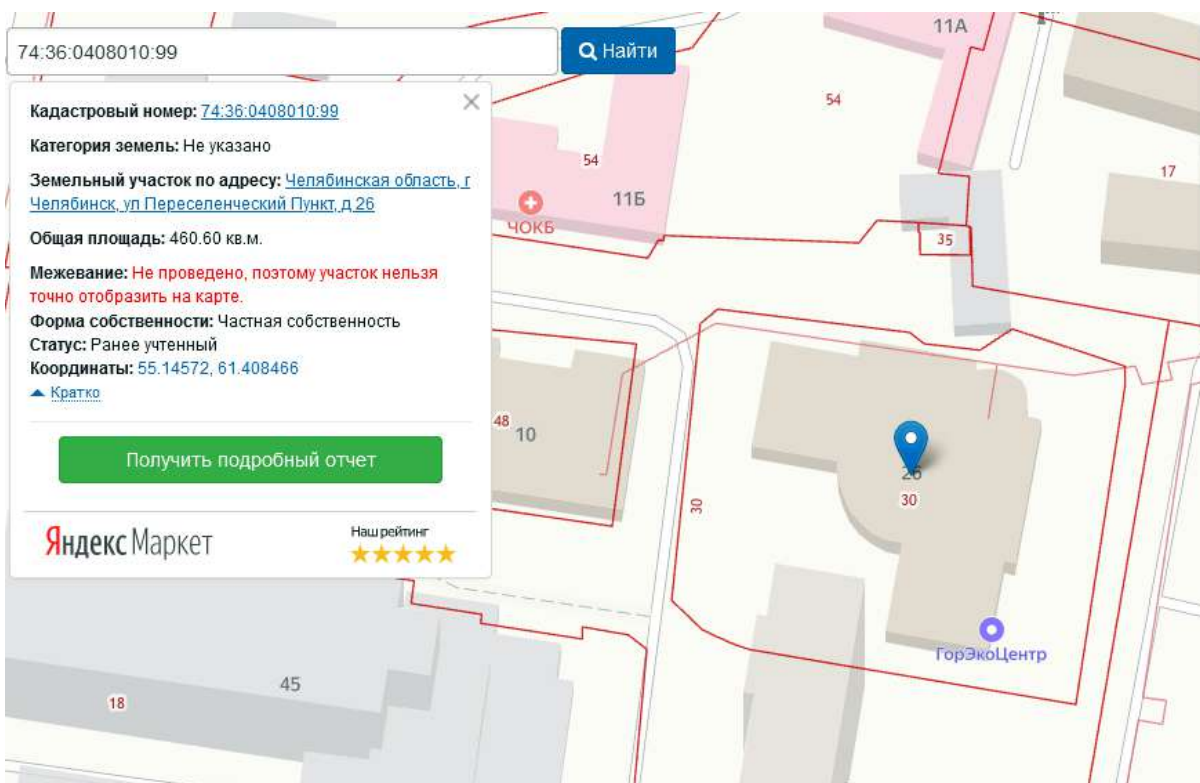 74:36:0408010:99
Найти
Кадастровый номер: 74:36:0408010:99
Категория земель: Не указано
Земельный участок по адресу: Челябинская область, г
Челябинск, ул Переселенческий Пункт, д 26
Общая площадь: 460.60 кв.м.
Межевание: Не проведено, поэтому участок нельзя
точно отобразить на карте.
Форма собственности: Частная собственность
Статус: Ранее учтенный
Координаты: 55.14572, 61.408466
Кратко
Получить подробный отчет
Яндекс Маркет
Наш рейтинг
11А
54
17
54
11Б
ЧОКБ
35
48
10
26
30
30
ГорЭкоЦентр
45
18